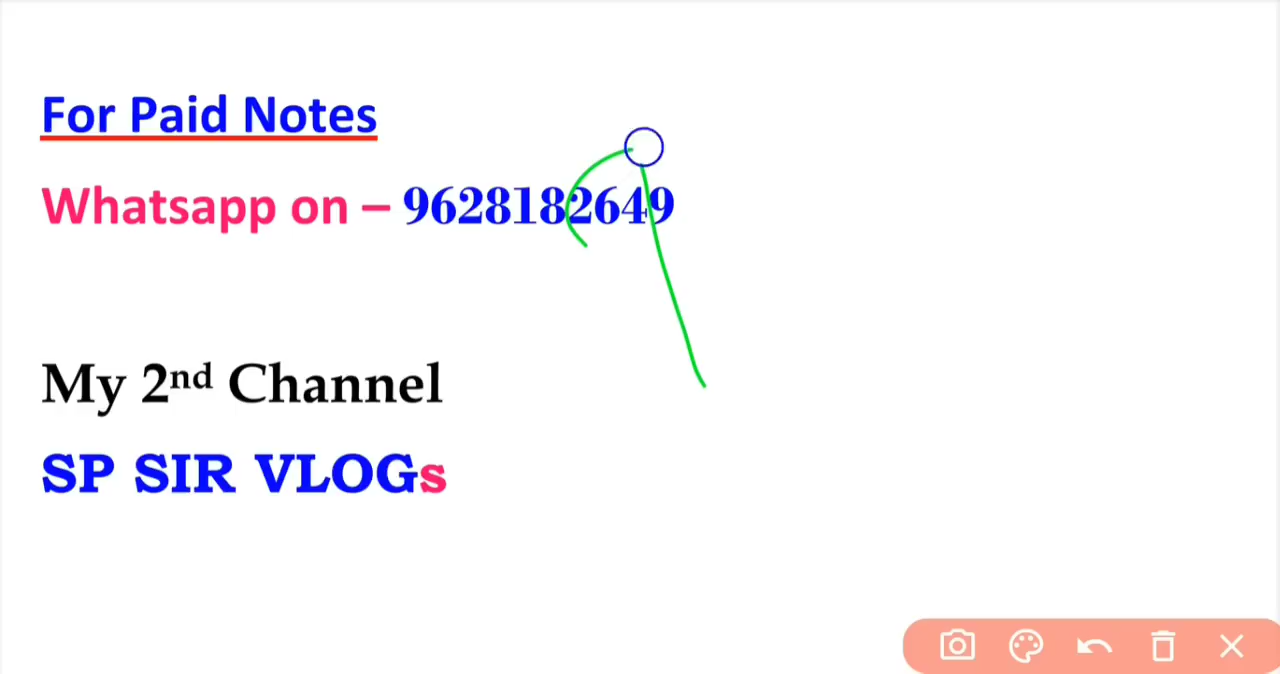 For Paid Notes
Whatsapp on – 9628182649
My 2nd Channel
SP SIR VLOGs